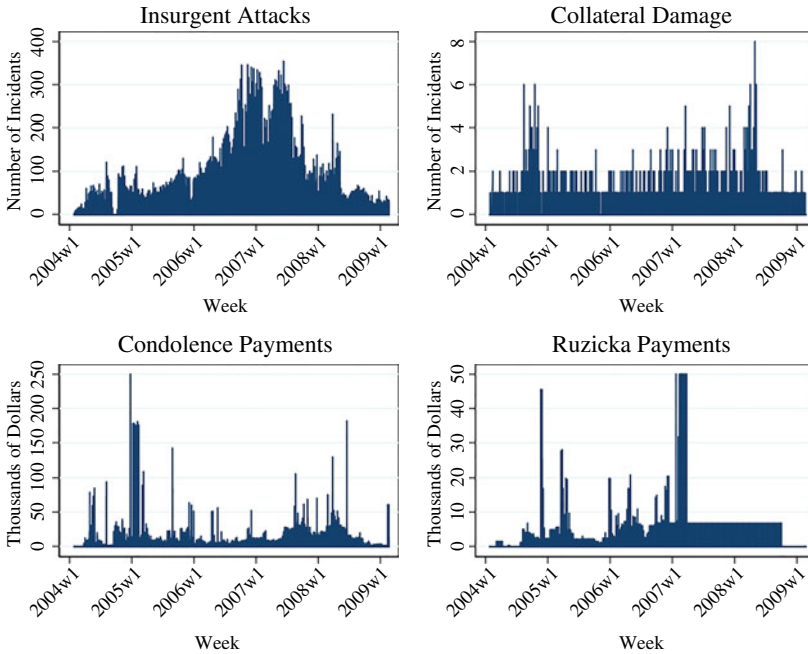 Insurgent Attacks
Number of Incidents
400
300
200
100
0
2004w1
2005w1
2006w1
2007w1
2008w1
2009w1
Week
Collateral Damage
Number of Incidents
8
6
4
2
0
2004w1
2005w1
2006w1
2007w1
2008w1
2009w1
Week
Condolence Payments
Thousands of Dollars
250
200
150
100
50
0
2004w1
2005w1
2006w1
2007w1
2008w1
2009w1
Week
Ruzicka Payments
Thousands of Dollars
50
40
30
20
10
0
2004w1
2005w1
2006w1
2007w1
2008w1
2009w1
Week